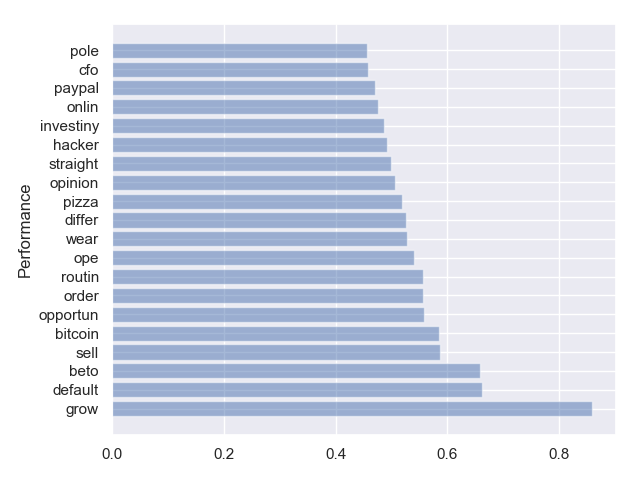 pole
cfo
paypal
onlin
investiny
hacker
straight
opinion
pizza
differ
wear
ope
routin
order
opportun
bitcoin
sell
beto
default
grow
Performance
0.0 0.2 0.4 0.6 0.8